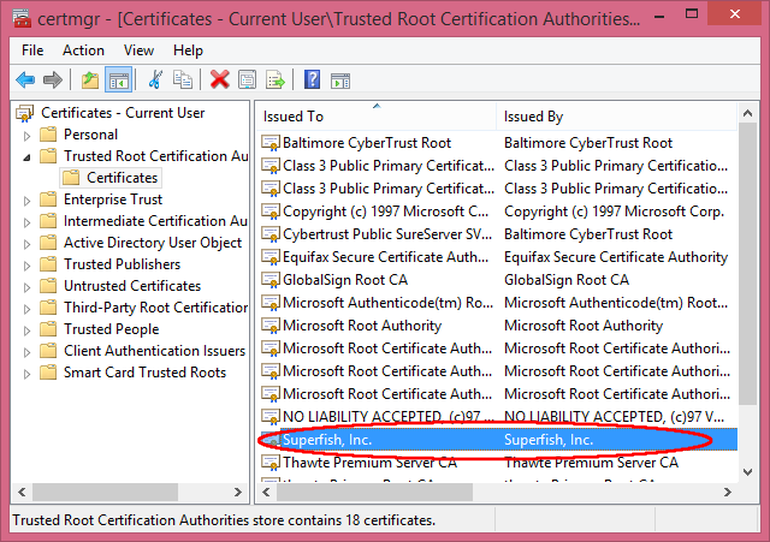 certmgr - [Certificates - Current User\Trusted Root Certification Authorities...
File Action View Help
Certificates - Current User
Personal
Trusted Root Certification Au
Certificates
Enterprise Trust
Intermediate Certification Au
Active Directory User Object
Trusted Publishers
Untrusted Certificates
Third-Party Root Certification
Trusted People
Client Authentication Issuers
Smart Card Trusted Roots
Issued To Issued By
Baltimore CyberTrust Root Baltimore CyberTrust Root
Class 3 Public Primary Certificat... Class 3 Public Primary Certificatio...
Class 3 Public Primary Certificat... Class 3 Public Primary Certificatio...
Copyright (c) 1997 Microsoft C... Copyright (c) 1997 Microsoft Corp.
Cybertrust Public SureServer SV... Baltimore CyberTrust Root
Equifax Secure Certificate Auth... Equifax Secure Certificate Authority
GlobalSign Root CA GlobalSign Root CA
Microsoft Authenticode(tm) Ro... Microsoft Authenticode(tm) Root...
Microsoft Root Authority Microsoft Root Authority
Microsoft Root Certificate Auth... Microsoft Root Certificate Authori...
Microsoft Root Certificate Auth... Microsoft Root Certificate Authori...
Microsoft Root Certificate Auth... Microsoft Root Certificate Authori...
NO LIABILITY ACCEPTED, (c)97 ... NO LIABILITY ACCEPTED, (c)97 V...
Superfish, Inc. Superfish, Inc.
Thawte Premium Server CA Thawte Premium Server CA
Trusted Root Certification Authorities store contains 18 certificates.